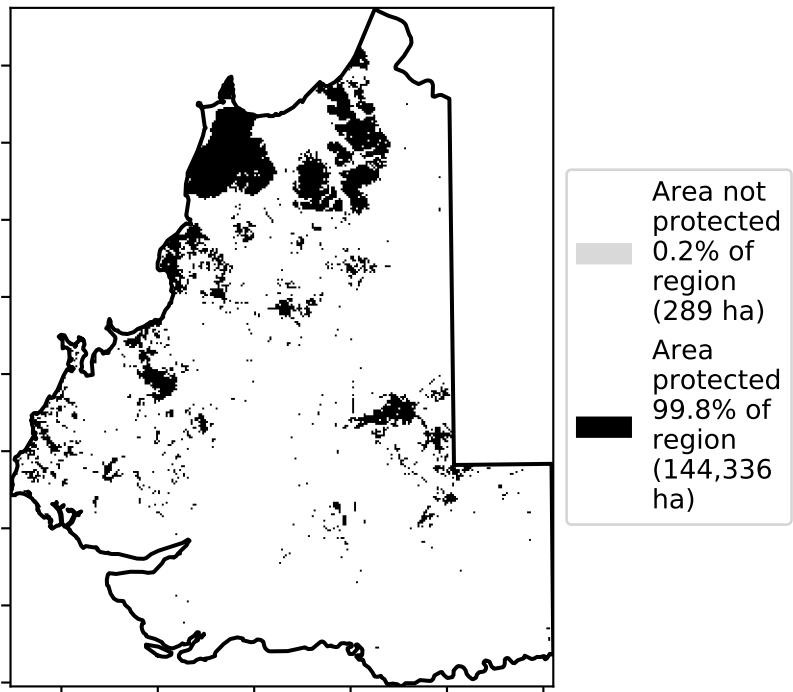 Area not
protected
0.2% of
region
(289 ha)
Area
protected
99.8% of
region
(144,336
ha)